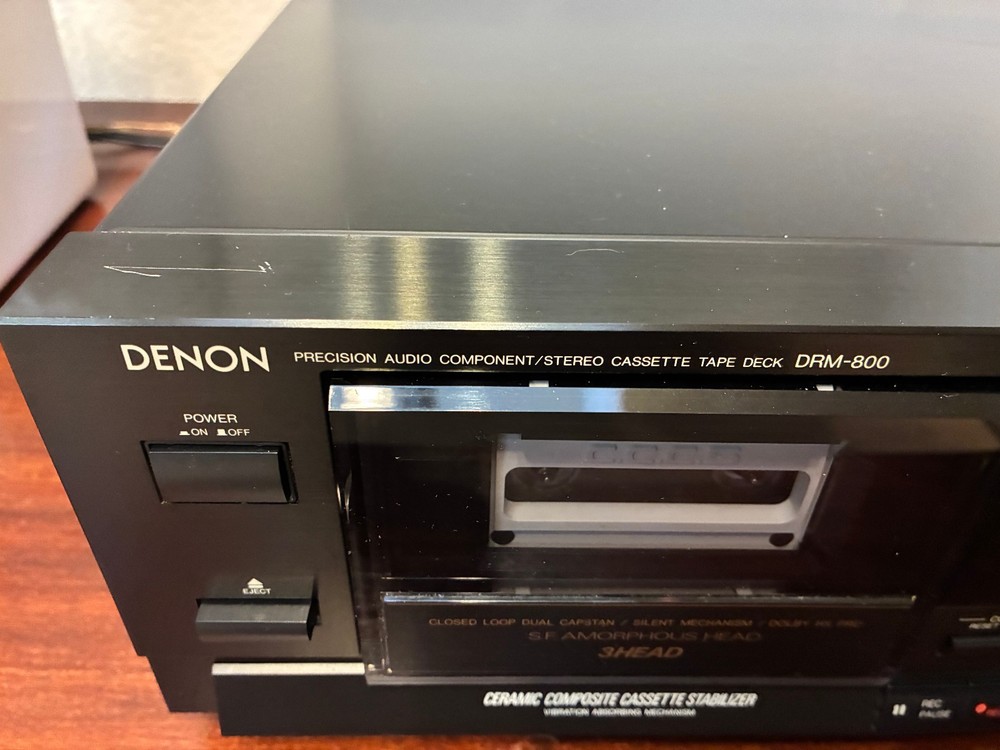 DENON PRECISION AUDIO COMPONENT/STEREO CASSETTE TAPE DECK DRM-800
POWER
ON OFF
EJECT
CLOSED LOOP DUAL CAPSTAN / SILENT MECHANISM / DOLBY HX PRO
S.F. AMORPHOUS HEAD
3HEAD
CERAMIC COMPOSITE CASSETTE STABILIZER
VIBRATION ABSORBING MECHANISM
REC
PAUSE